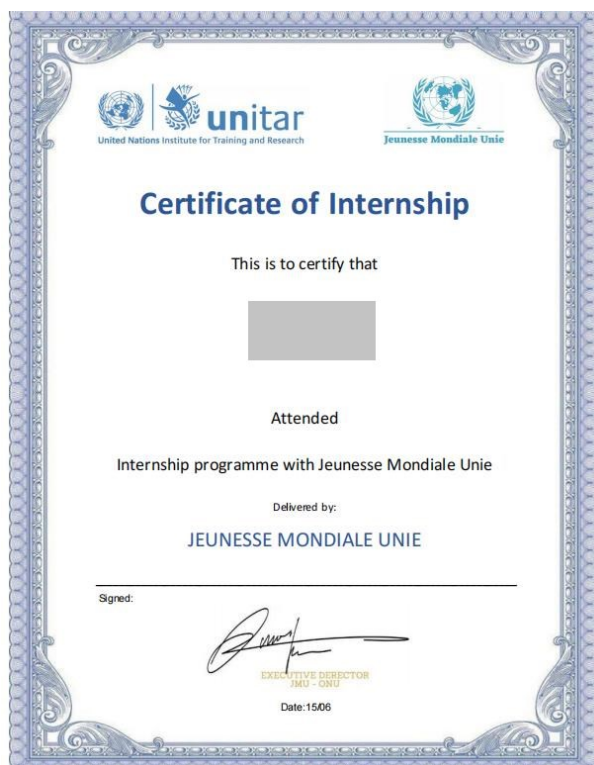 unitar
United Nations Institute for Training and Research
Jeunesse Mondiale Unie
Certificate of Internship
This is to certify that
Attended
Internship programme with Jeunesse Mondiale Unie
Delivered by:
JEUNESSE MONDIALE UNIE
Signed:
EXECUTIVE DERECTOR
JMU - ONU
Date:15/06